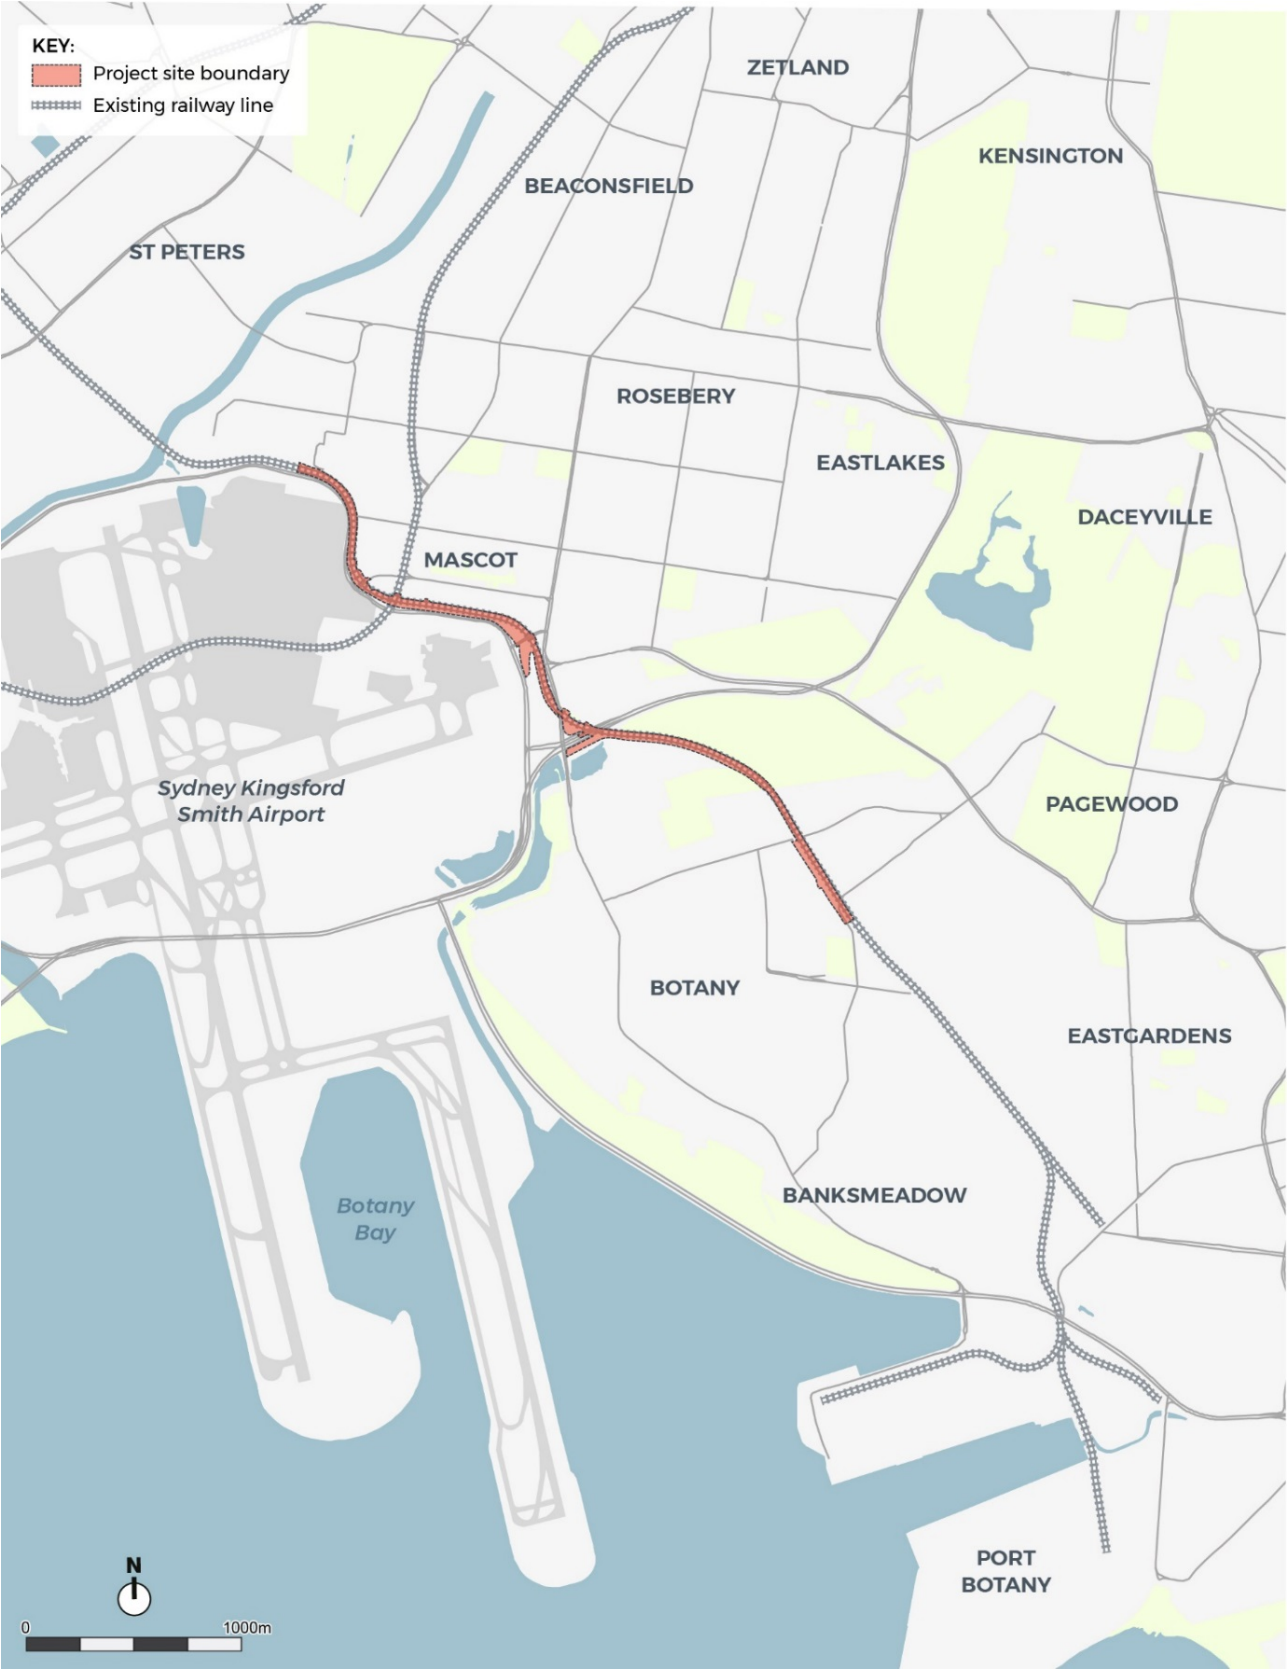 KEY:
Project site boundary
Existing railway line
ZETLAND
KENSINGTON
BEACONSFIELD
ST PETERS
ROSEBERY
EASTLAKES
DACEYVILLE
MASCOT
Sydney Kingsford
Smith Airport
PAGEWOOD
BOTANY
EASTGARDENS
BANKSMEADOW
Botany
Bay
PORT
BOTANY
N
0 1000m